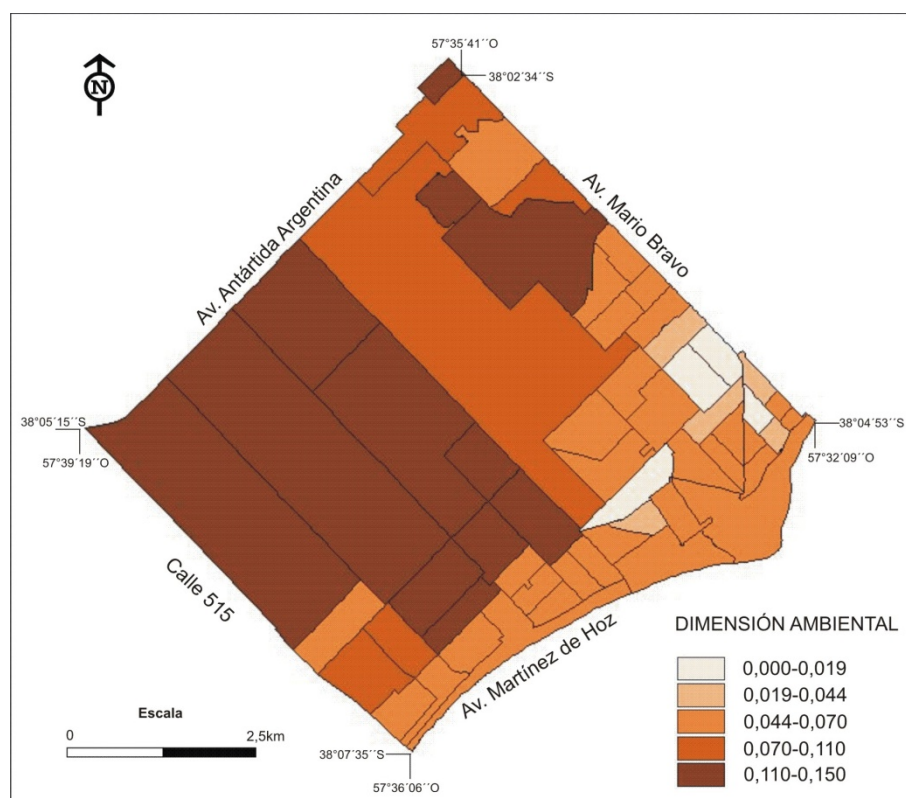 57°35´41´´O
38°02´34´´S
N
Av. Antártida Argentina
Av. Mario Bravo
38°05´15´´S
57°39´19´´O
38°04´53´´S
57°32´09´´O
Calle 515
Av. Martínez de Hoz
DIMENSIÓN AMBIENTAL
0,000-0,019
0,019-0,044
0,044-0,070
0,070-0,110
0,110-0,150
Escala
0 2,5km
38°07´35´´S
57°36´06´´O